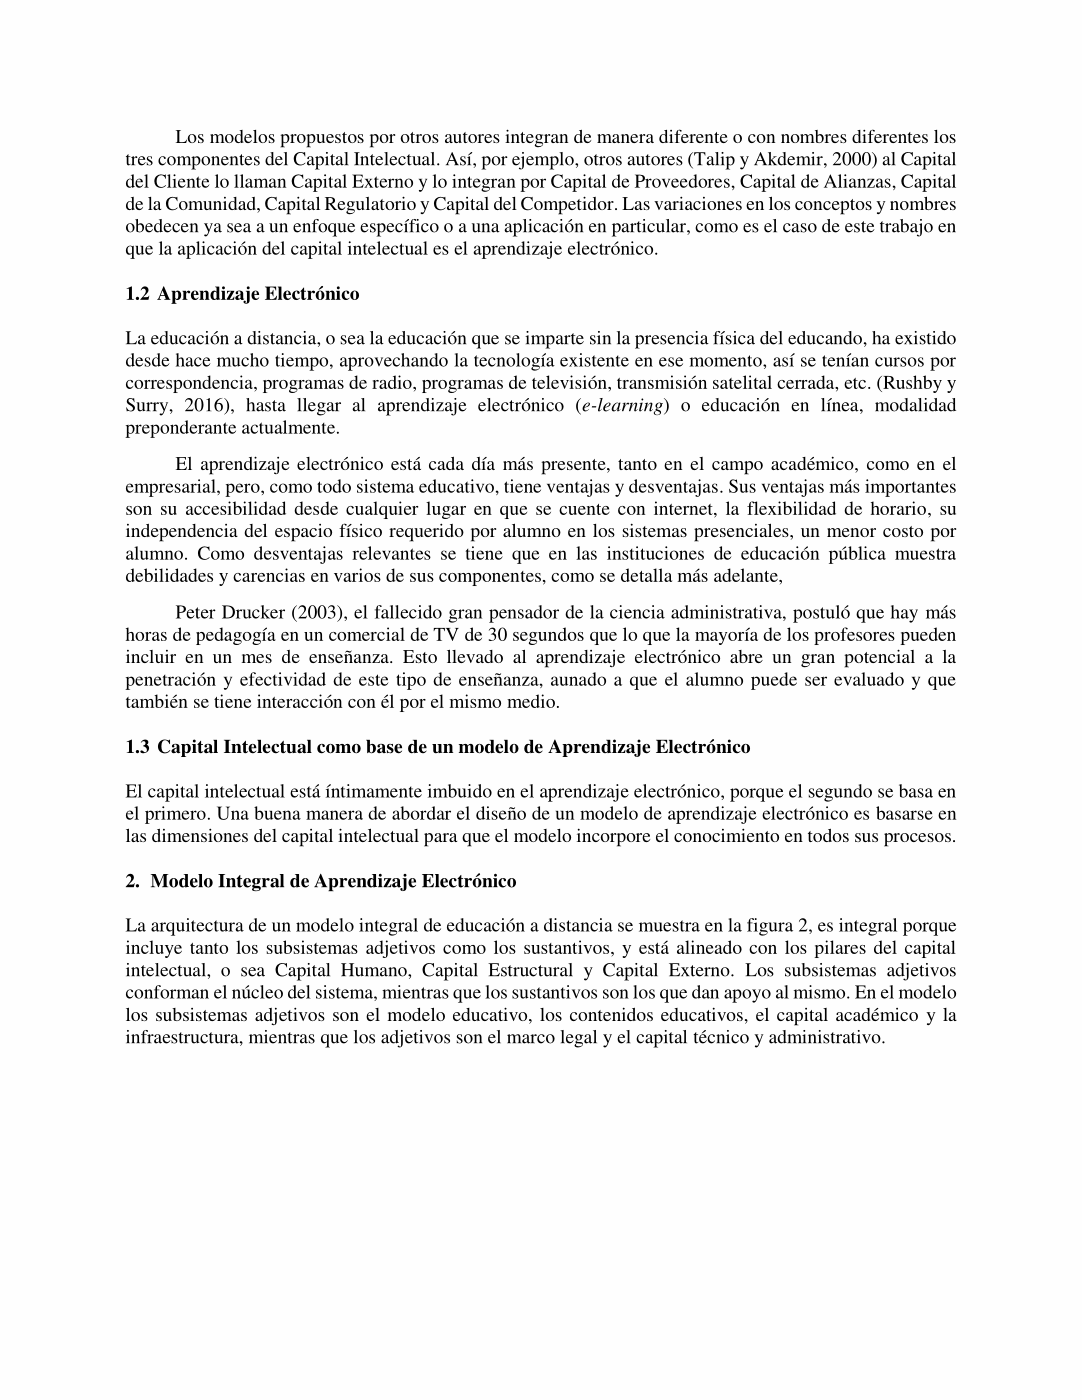 Los modelos propuestos por otros autores integran de manera diferente o con nombres diferentes los
tres componentes del Capital Intelectual. Así, por ejemplo, otros autores (Talip y Akdemir, 2000) al Capital
del Cliente lo llaman Capital Externo y lo integran por Capital de Proveedores, Capital de Alianzas, Capital
de la Comunidad, Capital Regulatorio y Capital del Competidor. Las variaciones en los conceptos y nombres
obedecen ya sea a un enfoque específico o a una aplicación en particular, como es el caso de este trabajo en
que la aplicación del capital intelectual es el aprendizaje electrónico.
1.2 Aprendizaje Electrónico
La educación a distancia, o sea la educación que se imparte sin la presencia física del educando, ha existido
desde hace mucho tiempo, aprovechando la tecnología existente en ese momento, así se tenían cursos por
correspondencia, programas de radio, programas de televisión, transmisión satelital cerrada, etc. (Rushby y
Surry, 2016), hasta llegar al aprendizaje electrónico (e-learning) o educación en línea, modalidad
preponderante actualmente.
El aprendizaje electrónico está cada día más presente, tanto en el campo académico, como en el
empresarial, pero, como todo sistema educativo, tiene ventajas y desventajas. Sus ventajas más importantes
son su accesibilidad desde cualquier lugar en que se cuente con internet, la flexibilidad de horario, su
independencia del espacio físico requerido por alumno en los sistemas presenciales, un menor costo por
alumno. Como desventajas relevantes se tiene que en las instituciones de educación pública muestra
debilidades y carencias en varios de sus componentes, como se detalla más adelante,
Peter Drucker (2003), el fallecido gran pensador de la ciencia administrativa, postuló que hay más
horas de pedagogía en un comercial de TV de 30 segundos que lo que la mayoría de los profesores pueden
incluir en un mes de enseñanza. Esto llevado al aprendizaje electrónico abre un gran potencial a la
penetración y efectividad de este tipo de enseñanza, aunado a que el alumno puede ser evaluado y que
también se tiene interacción con él por el mismo medio.
1.3 Capital Intelectual como base de un modelo de Aprendizaje Electrónico
El capital intelectual está íntimamente imbuido en el aprendizaje electrónico, porque el segundo se basa en
el primero. Una buena manera de abordar el diseño de un modelo de aprendizaje electrónico es basarse en
las dimensiones del capital intelectual para que el modelo incorpore el conocimiento en todos sus procesos.
2. Modelo Integral de Aprendizaje Electrónico
La arquitectura de un modelo integral de educación a distancia se muestra en la figura 2, es integral porque
incluye tanto los subsistemas adjetivos como los sustantivos, y está alineado con los pilares del capital
intelectual, o sea Capital Humano, Capital Estructural y Capital Externo. Los subsistemas adjetivos
conforman el núcleo del sistema, mientras que los sustantivos son los que dan apoyo al mismo. En el modelo
los subsistemas adjetivos son el modelo educativo, los contenidos educativos, el capital académico y la
infraestructura, mientras que los adjetivos son el marco legal y el capital técnico y administrativo.